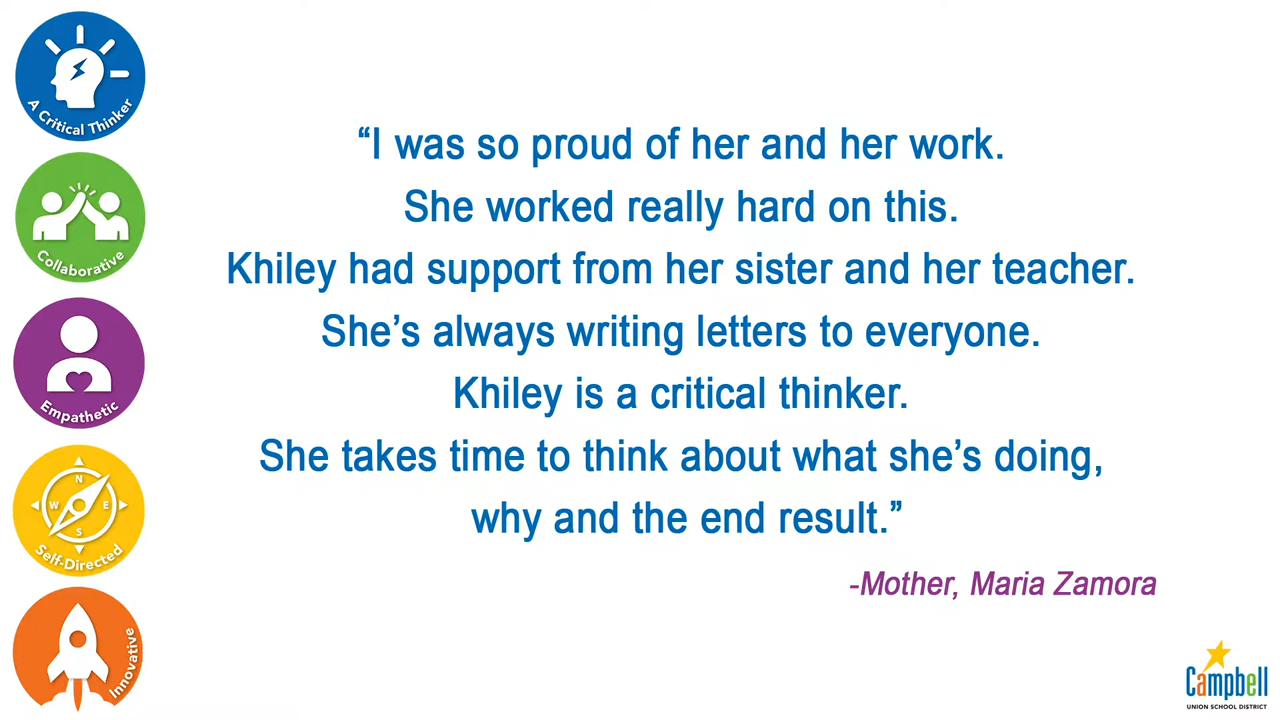 A Critical Thinker
Collaborative
Empathetic
N
W E
S
Self-Directed
Innovative
“I was so proud of her and her work.
She worked really hard on this.
Khiley had support from her sister and her teacher.
She’s always writing letters to everyone.
Khiley is a critical thinker.
She takes time to think about what she’s doing,
why and the end result.”
-Mother, Maria Zamora
Campbell
UNION SCHOOL DISTRICT